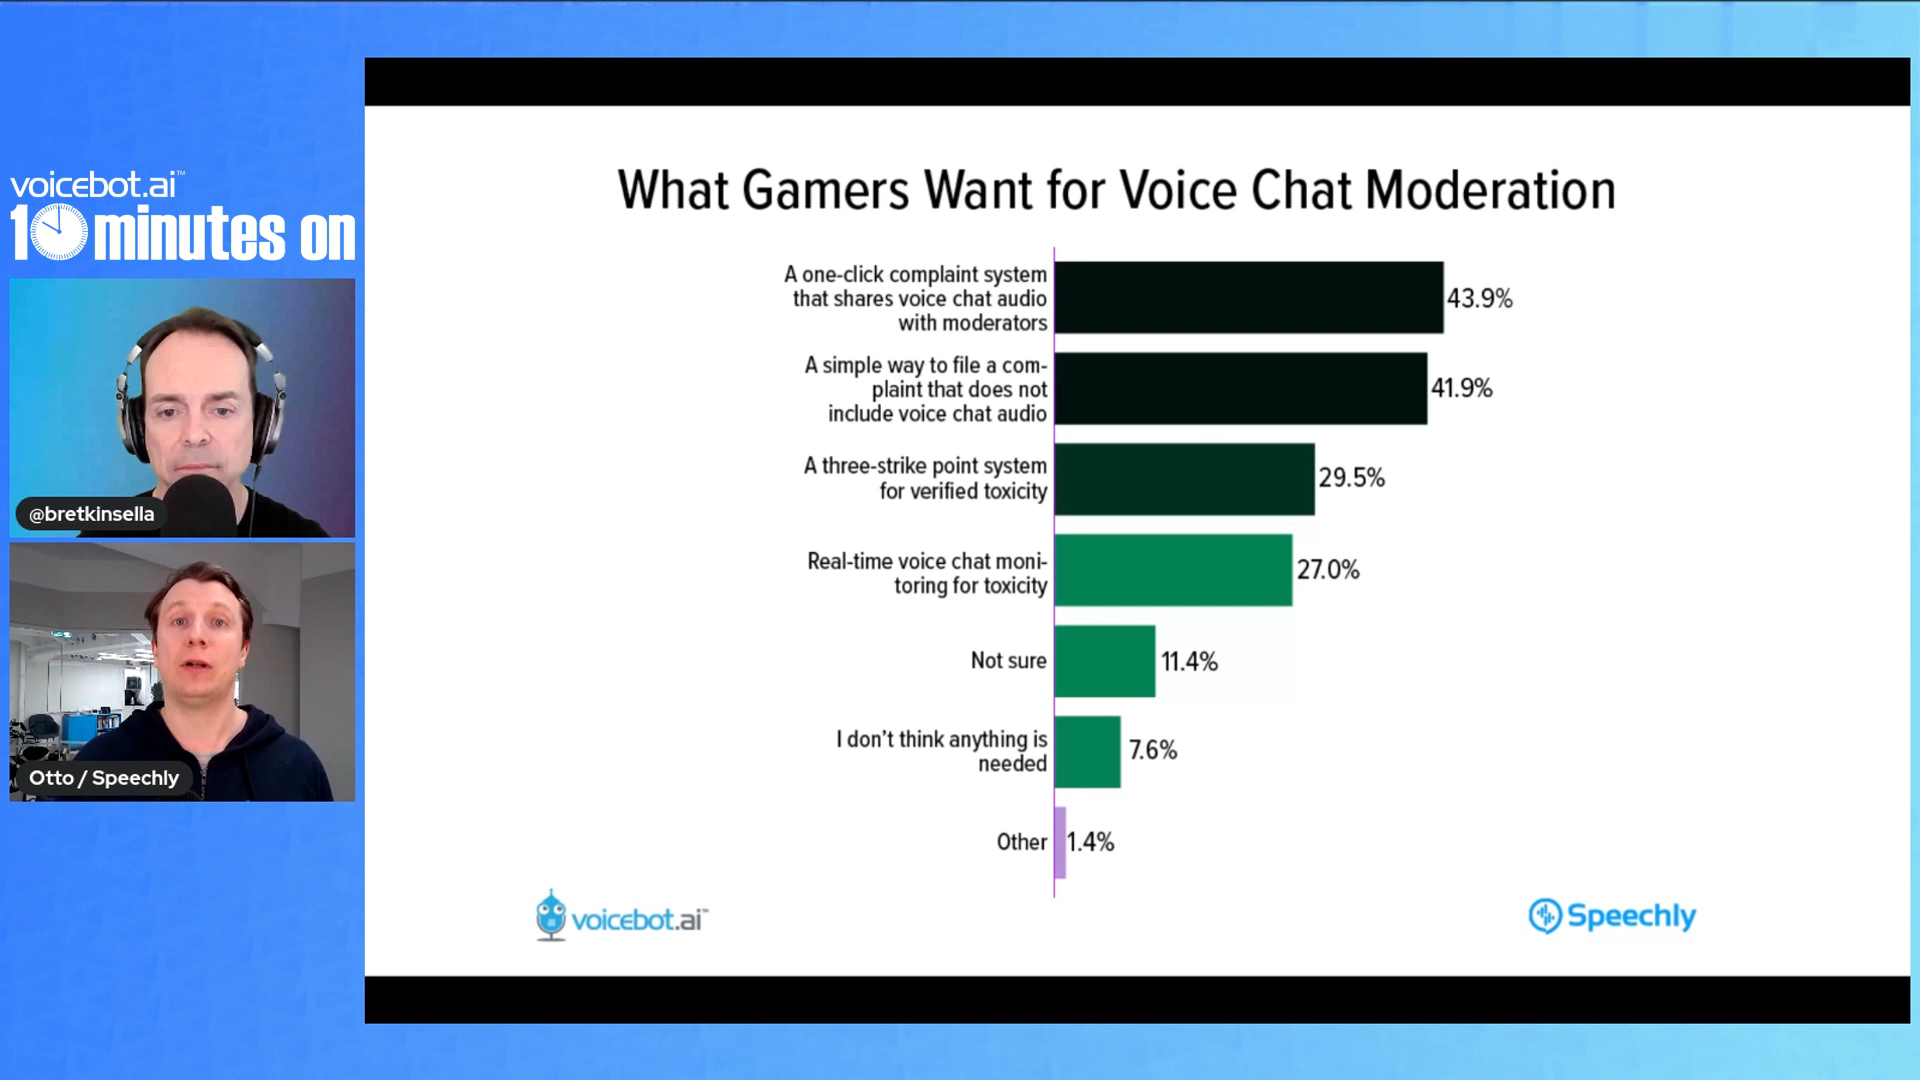 voicebot.ai™
10 minutes on
@bretkinsella
Otto / Speechly
What Gamers Want for Voice Chat Moderation
A one-click complaint system
that shares voice chat audio
with moderators
43.9%
A simple way to file a com-
plaint that does not
include voice chat audio
41.9%
A three-strike point system
for verified toxicity
29.5%
Real-time voice chat moni-
toring for toxicity
27.0%
Not sure
11.4%
I don't think anything is
needed
7.6%
Other
1.4%
voicebot.ai™
Speechly